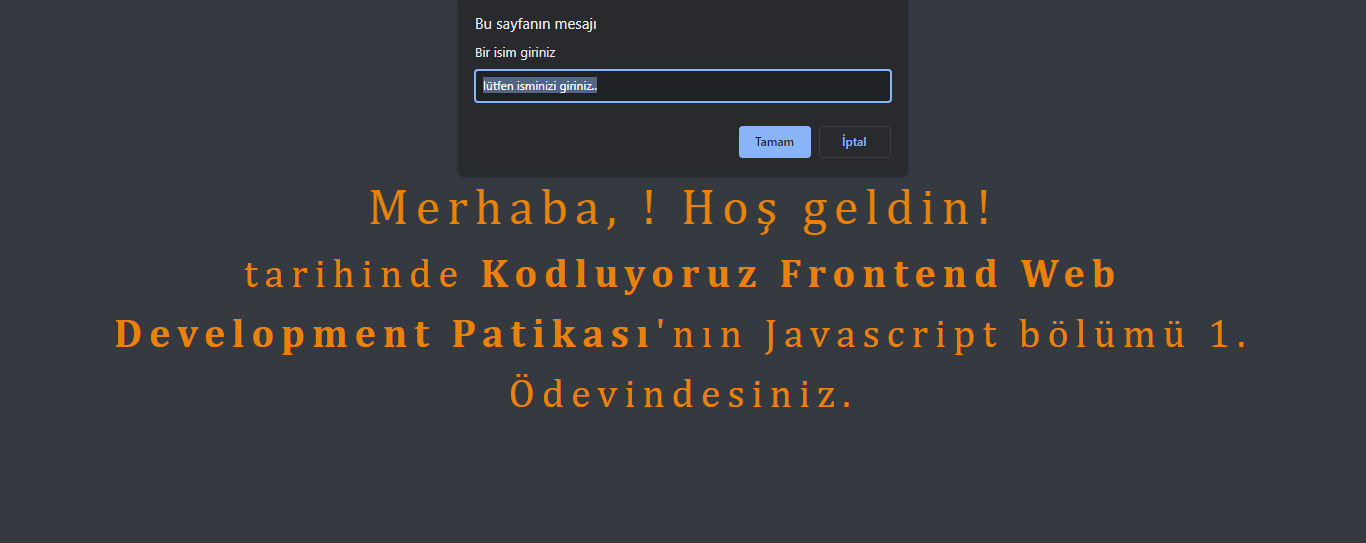 Bu sayfanın mesajı
Bir isim giriniz
lütfen isminizi giriniz..
Tamam İptal
Merhaba, ! Hoş geldin!
tarihinde Kodluyoruz Frontend Web
Development Patikası'nın Javascript bölümü 1.
Ödevindesiniz.